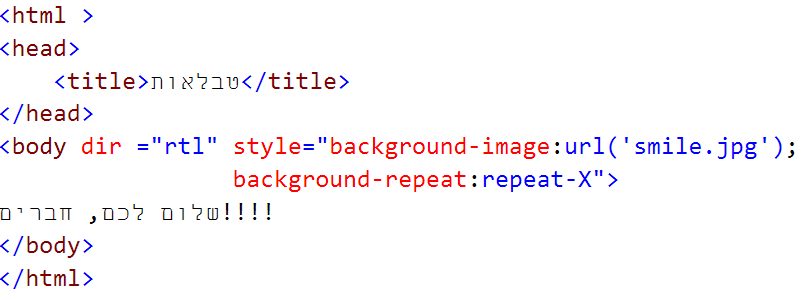 <html >
<head>
<title>טבלאות</title>
</head>
<body dir ="rtl" style="background-image:url('smile.jpg');
background-repeat:repeat-X">
שלום לכם, חברים!!!!
</body>
</html>